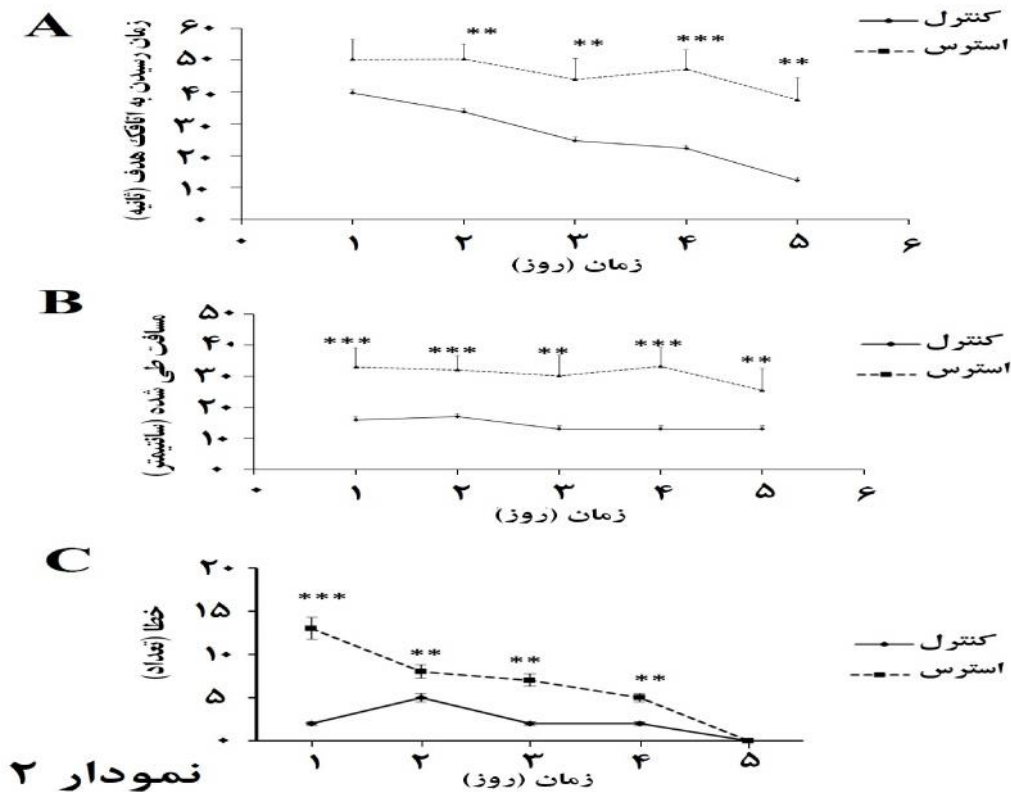 A
زمان رسیدن به اتاقک هدف (ثانیه)
۶۰
۵۰
۴۰
۳۰
۲۰
۱۰
۰
** ** *** **
کنترل
استرس
۰ ۱ ۲ ۳ ۴ ۵ ۶
زمان (روز)
B
مسافت طی شده (سانتیمتر)
۵۰
۴۰
۳۰
۲۰
۱۰
۰
*** *** ** *** **
کنترل
استرس
۰ ۱ ۲ ۳ ۴ ۵ ۶
زمان (روز)
C
خطا (تعداد)
۲۰
۱۵
۱۰
۵
۰
*** ** ** **
کنترل
استرس
۱ ۲ ۳ ۴ ۵
زمان (روز)
نمودار ۲